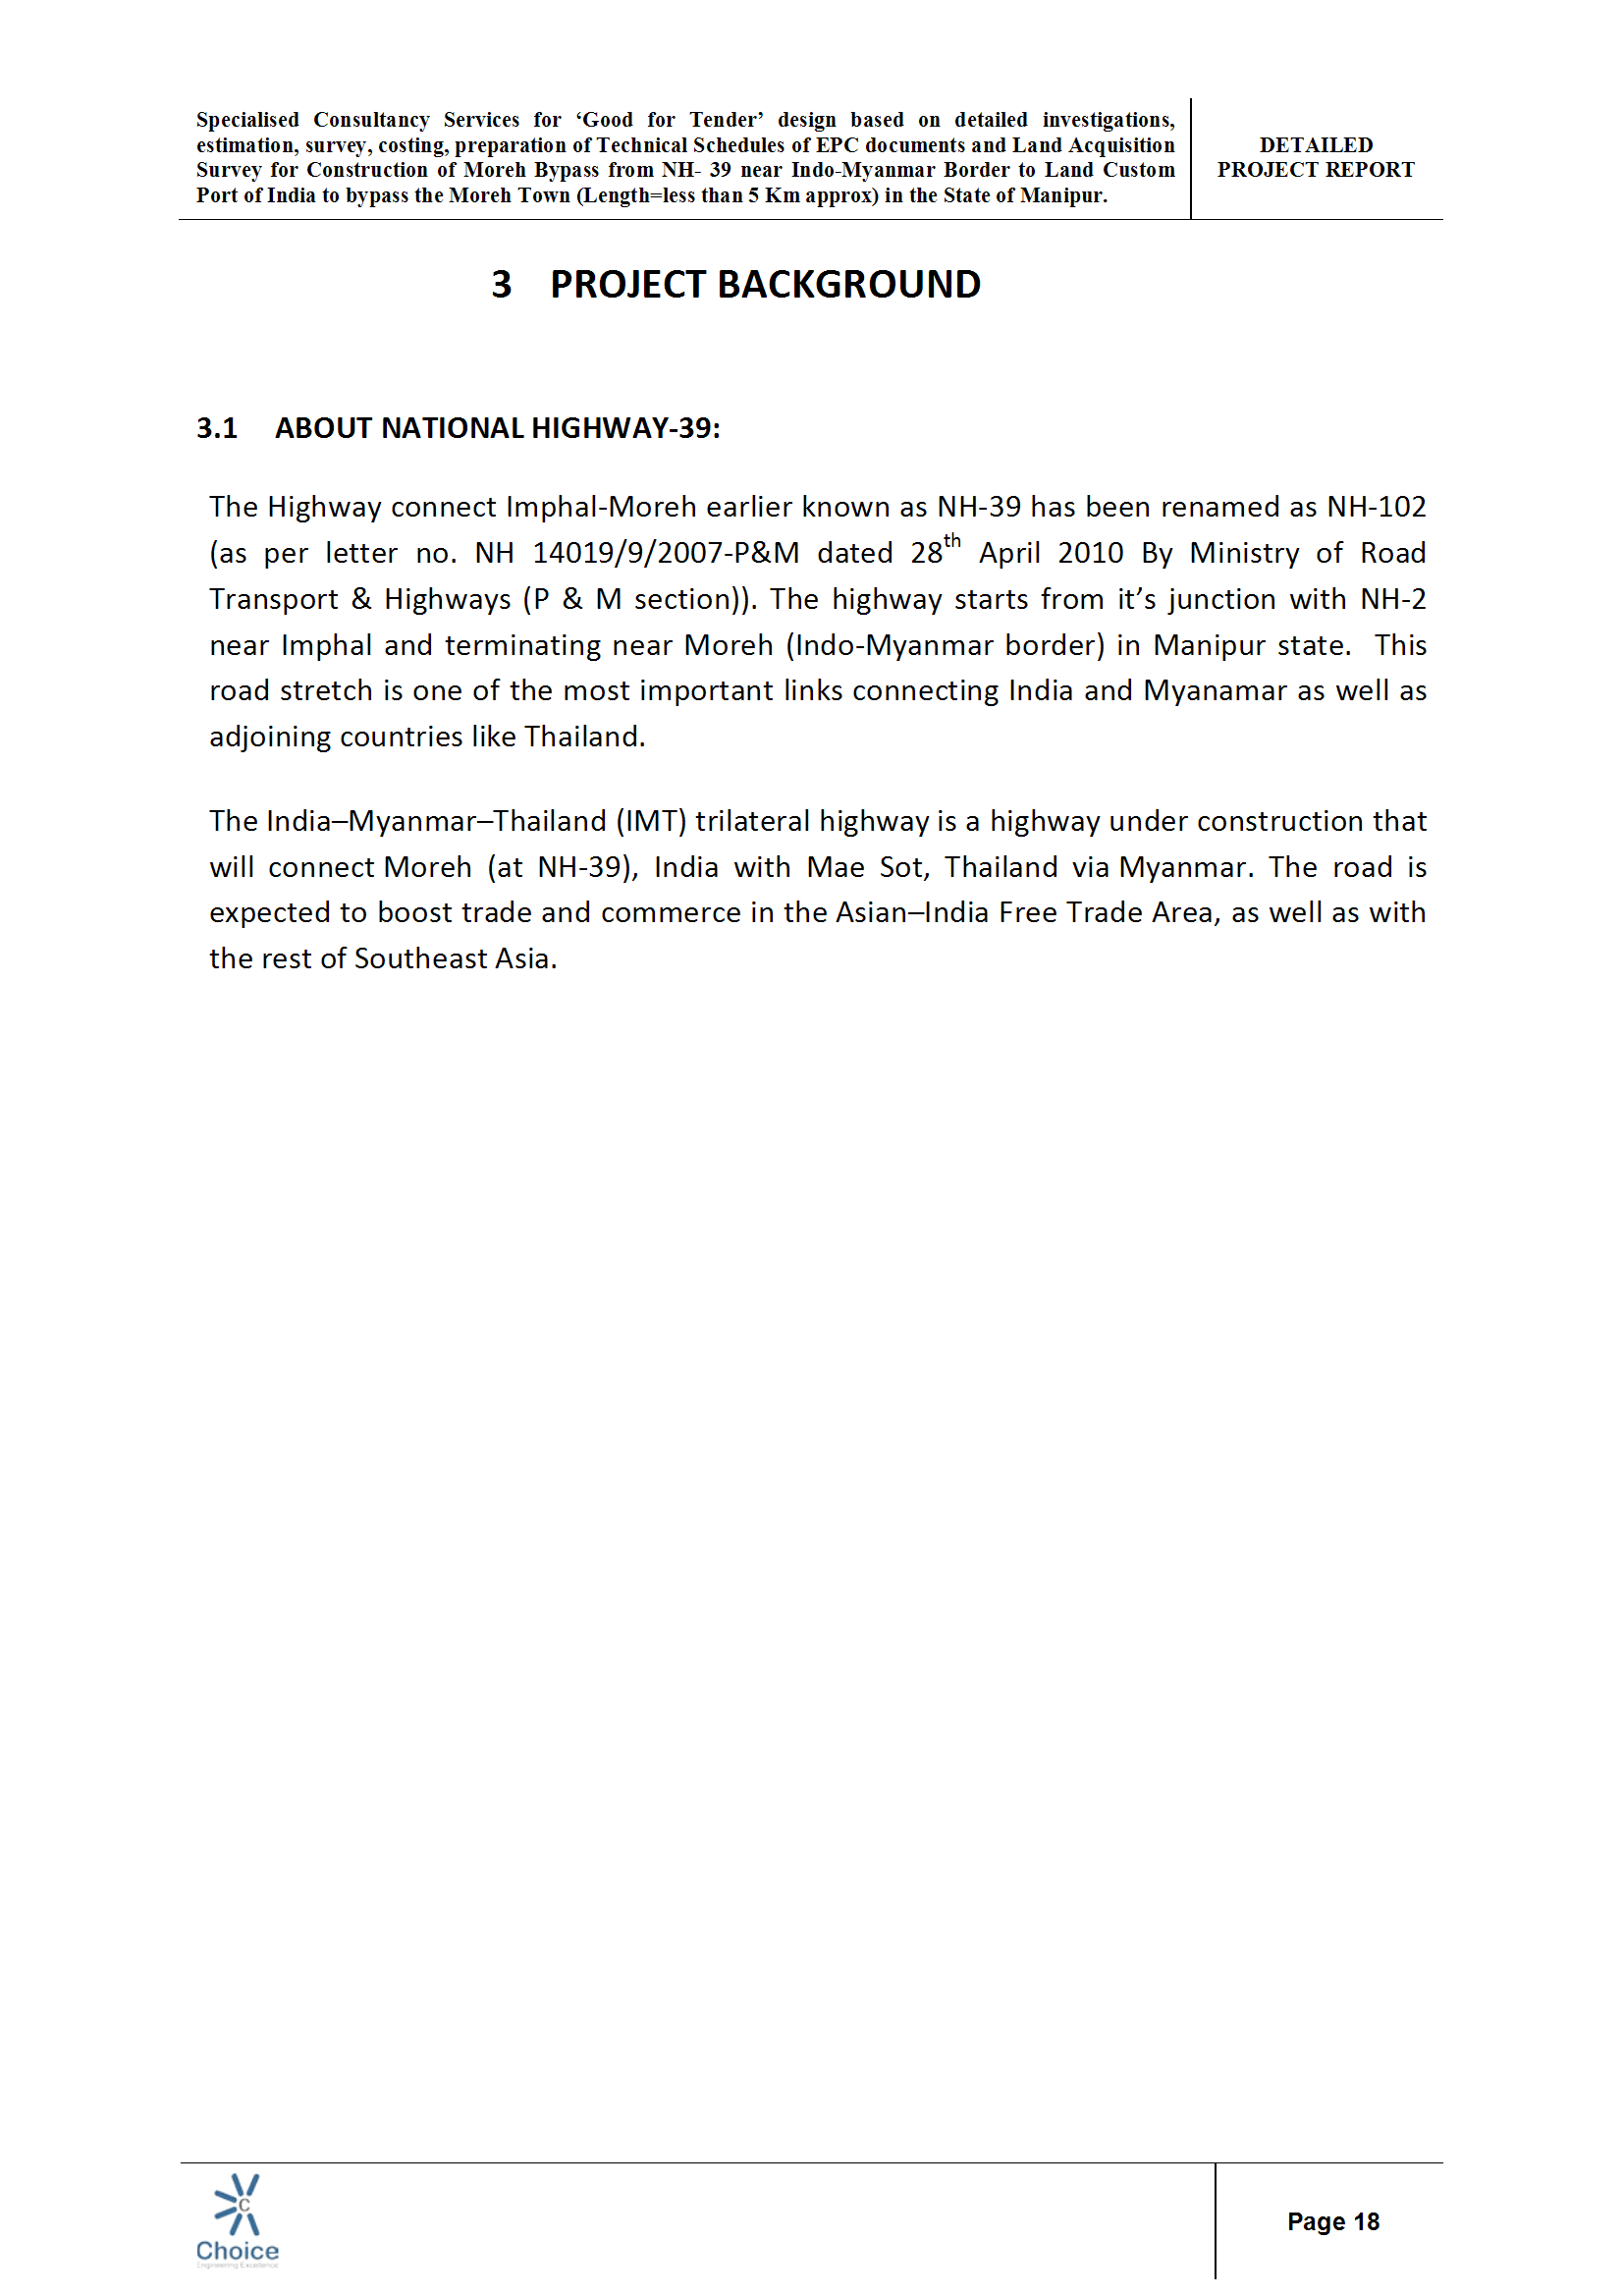 Specialised Consultancy Services for ‘Good for Tender’ design based on detailed investigations,
estimation, survey, costing, preparation of Technical Schedules of EPC documents and Land Acquisition
Survey for Construction of Moreh Bypass from NH- 39 near Indo-Myanmar Border to Land Custom
Port of India to bypass the Moreh Town (Length=less than 5 Km approx) in the State of Manipur.
DETAILED
PROJECT REPORT
3 PROJECT BACKGROUND
3.1 ABOUT NATIONAL HIGHWAY-39:
The Highway connect Imphal-Moreh earlier known as NH-39 has been renamed as NH-102
(as per letter no. NH 14019/9/2007-P&M dated 28th April 2010 By Ministry of Road
Transport & Highways (P & M section)). The highway starts from it’s junction with NH-2
near Imphal and terminating near Moreh (Indo-Myanmar border) in Manipur state. This
road stretch is one of the most important links connecting India and Myanamar as well as
adjoining countries like Thailand.
The India–Myanmar–Thailand (IMT) trilateral highway is a highway under construction that
will connect Moreh (at NH-39), India with Mae Sot, Thailand via Myanmar. The road is
expected to boost trade and commerce in the Asian–India Free Trade Area, as well as with
the rest of Southeast Asia.
C
Choice
Engineering Excellence
Page 18